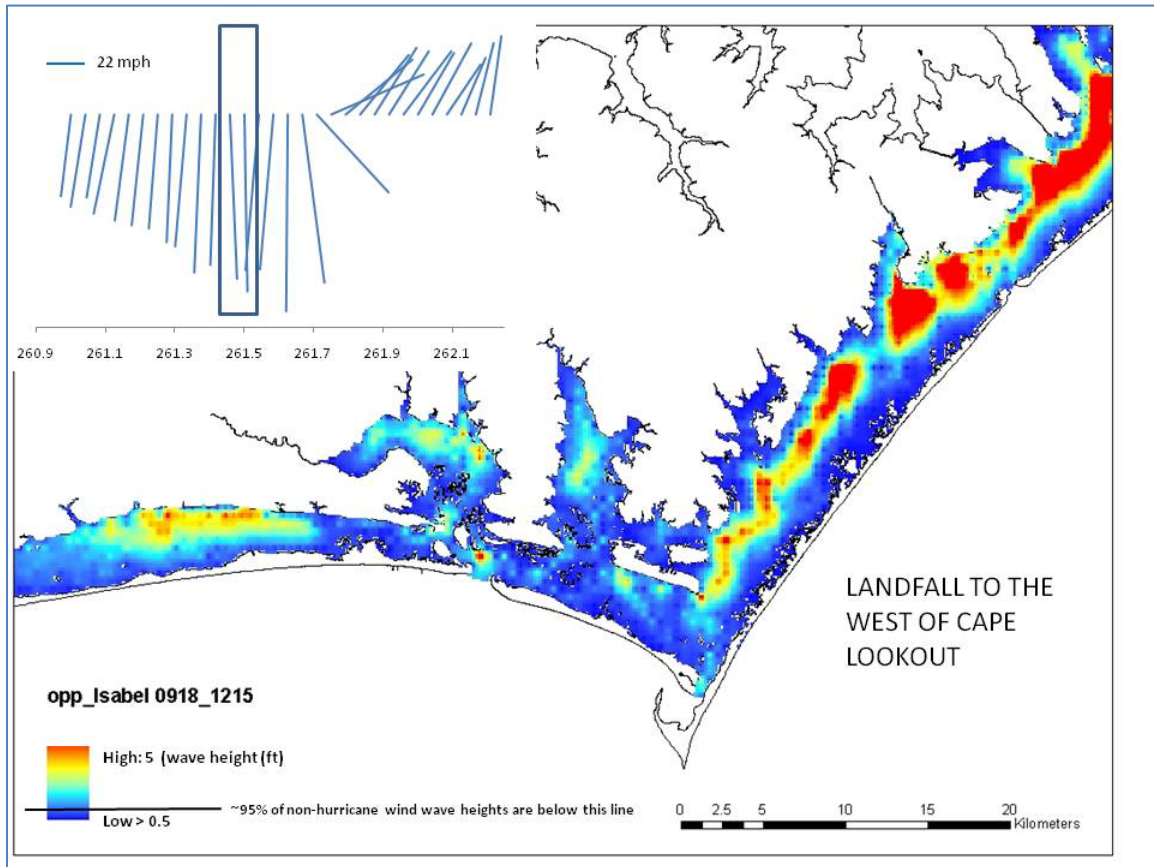 22 mph
260.9 261.1 261.3 261.5 261.7 261.9 262.1
LANDFALL TO THE
WEST OF CAPE
LOOKOUT
opp_Isabel 0918_1215
High: 5 (wave height (ft)
~95% of non-hurricane wind wave heights are below this line
Low > 0.5
0 2.5 5 10 15 20
Kilometers